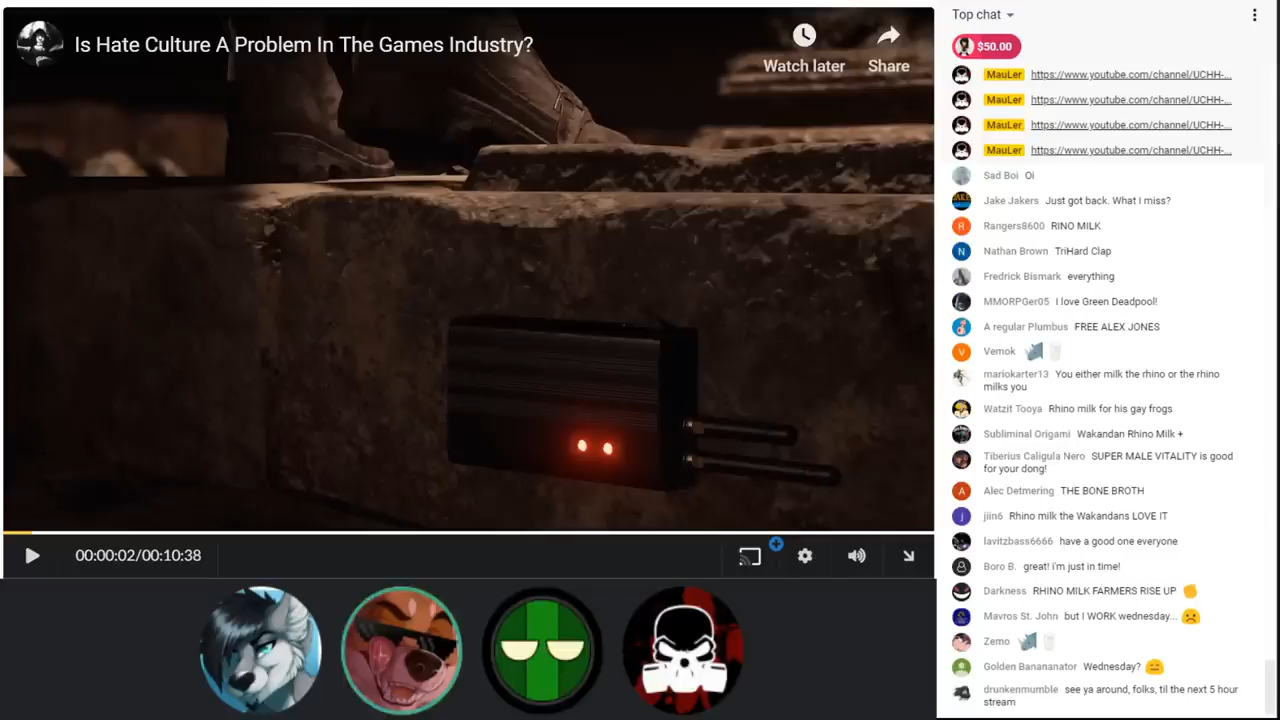 Is Hate Culture A Problem In The Games Industry?
Watch later
Share
00:00:02/00:10:38
Top chat
$50.00
MauLer https://www.youtube.com/channel/UCHH-...
MauLer https://www.youtube.com/channel/UCHH-...
MauLer https://www.youtube.com/channel/UCHH-...
MauLer https://www.youtube.com/channel/UCHH-...
Sad Boi Oi
Jake Jakers Just got back. What I miss?
Rangers8600 RINO MILK
Nathan Brown TriHard Clap
Fredrick Bismark everything
MMORPGer05 I love Green Deadpool!
A regular Plumbus FREE ALEX JONES
Vemok
mariokarter13 You either milk the rhino or the rhino
milks you
Watzit Tooya Rhino milk for his gay frogs
Subliminal Origami Wakandan Rhino Milk +
Tiberius Caligula Nero SUPER MALE VITALITY is good
for your dong!
Alec Detmering THE BONE BROTH
jiin6 Rhino milk the Wakandans LOVE IT
lavitzbass6666 have a good one everyone
Boro B. great! i'm just in time!
Darkness RHINO MILK FARMERS RISE UP
Mavros St. John but I WORK wednesday...
Zemo
Golden Banananator Wednesday?
drunkenmumble see ya around, folks, til the next 5 hour
stream